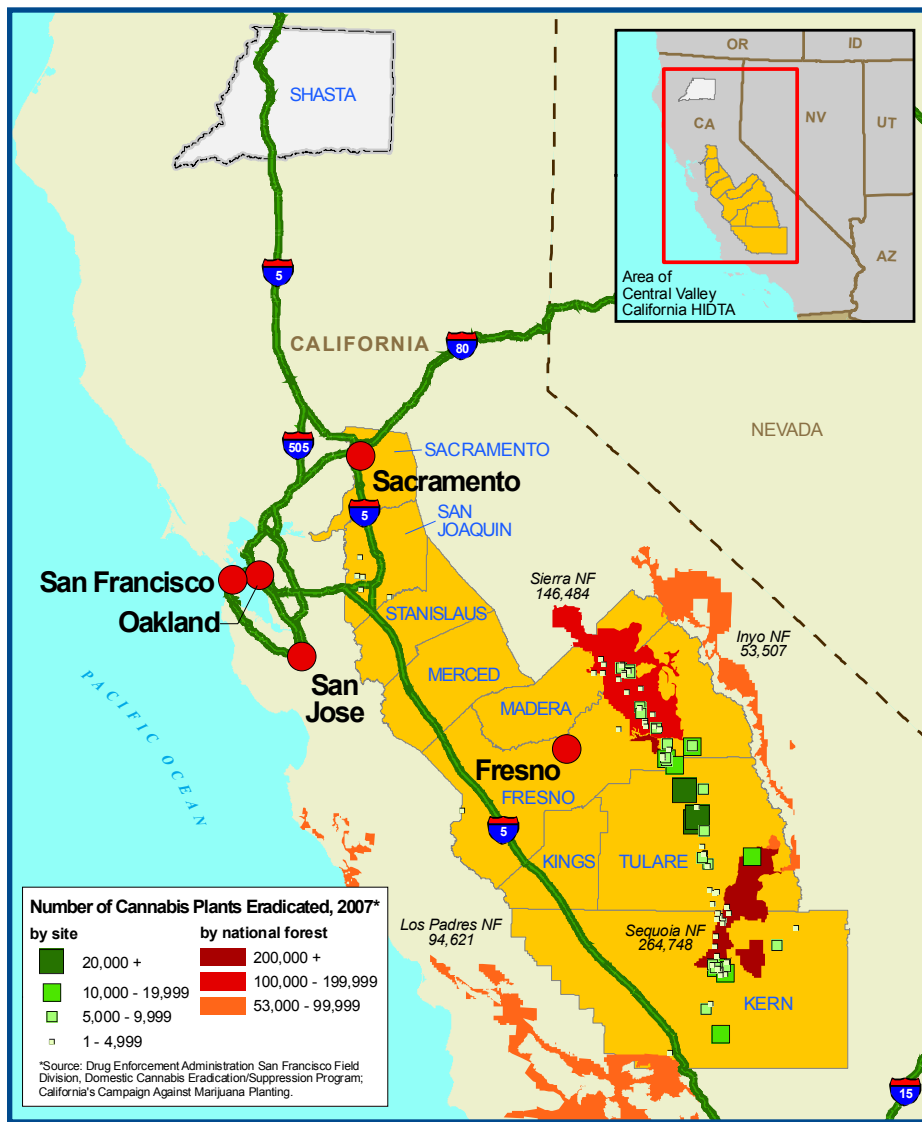 SHASTA
OR
ID
CA
NV
UT
AZ
Area of
Central Valley
California HIDTA
5
CALIFORNIA
80
NEVADA
505
SACRAMENTO
Sacramento
5
SAN
JOAQUIN
San Francisco
Oakland
STANISLAUS
Sierra NF
146,484
Inyo NF
53,507
MERCED
San
Jose
MADERA
PACIFIC OCEAN
Fresno
FRESNO
5
KINGS
TULARE
Los Padres NF
94,621
Sequoia NF
264,748
KERN
Number of Cannabis Plants Eradicated, 2007*
by site
20,000 +
10,000 - 19,999
5,000 - 9,999
1 - 4,999
by national forest
200,000 +
100,000 - 199,999
53,000 - 99,999
*Source: Drug Enforcement Administration San Francisco Field
Division, Domestic Cannabis Eradication/Suppression Program;
California's Campaign Against Marijuana Planting.
15